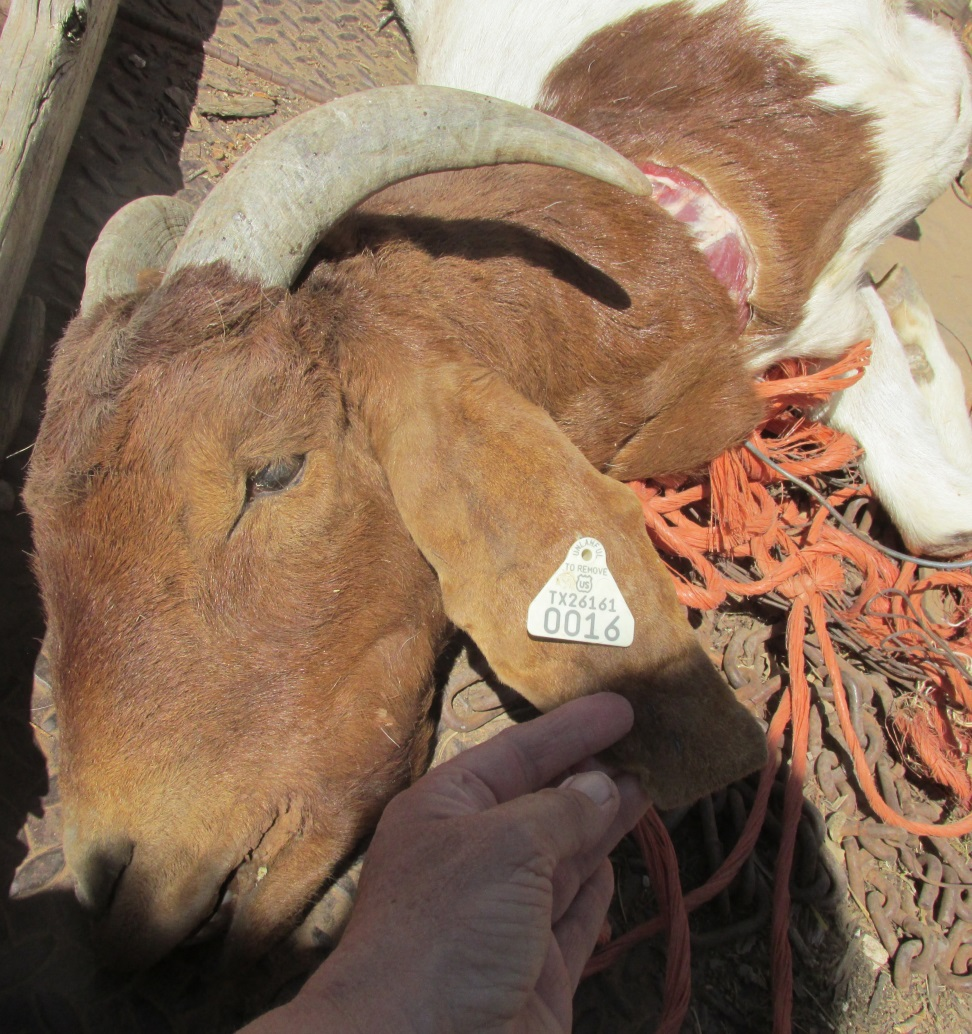 UNLAWFUL
TO REMOVE
US
TX26161
0016